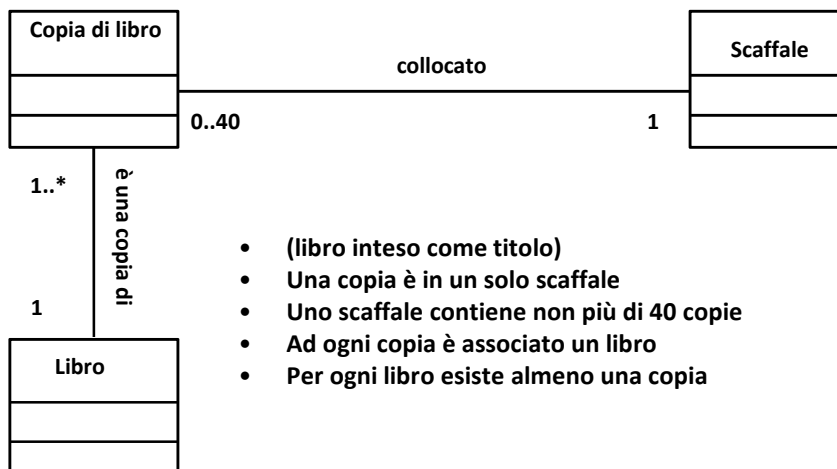 Copia di libro
collocato
Scaffale
0..40
1
1..*
è una copia di
1
Libro
• (libro inteso come titolo)
• Una copia è in un solo scaffale
• Uno scaffale contiene non più di 40 copie
• Ad ogni copia è associato un libro
• Per ogni libro esiste almeno una copia